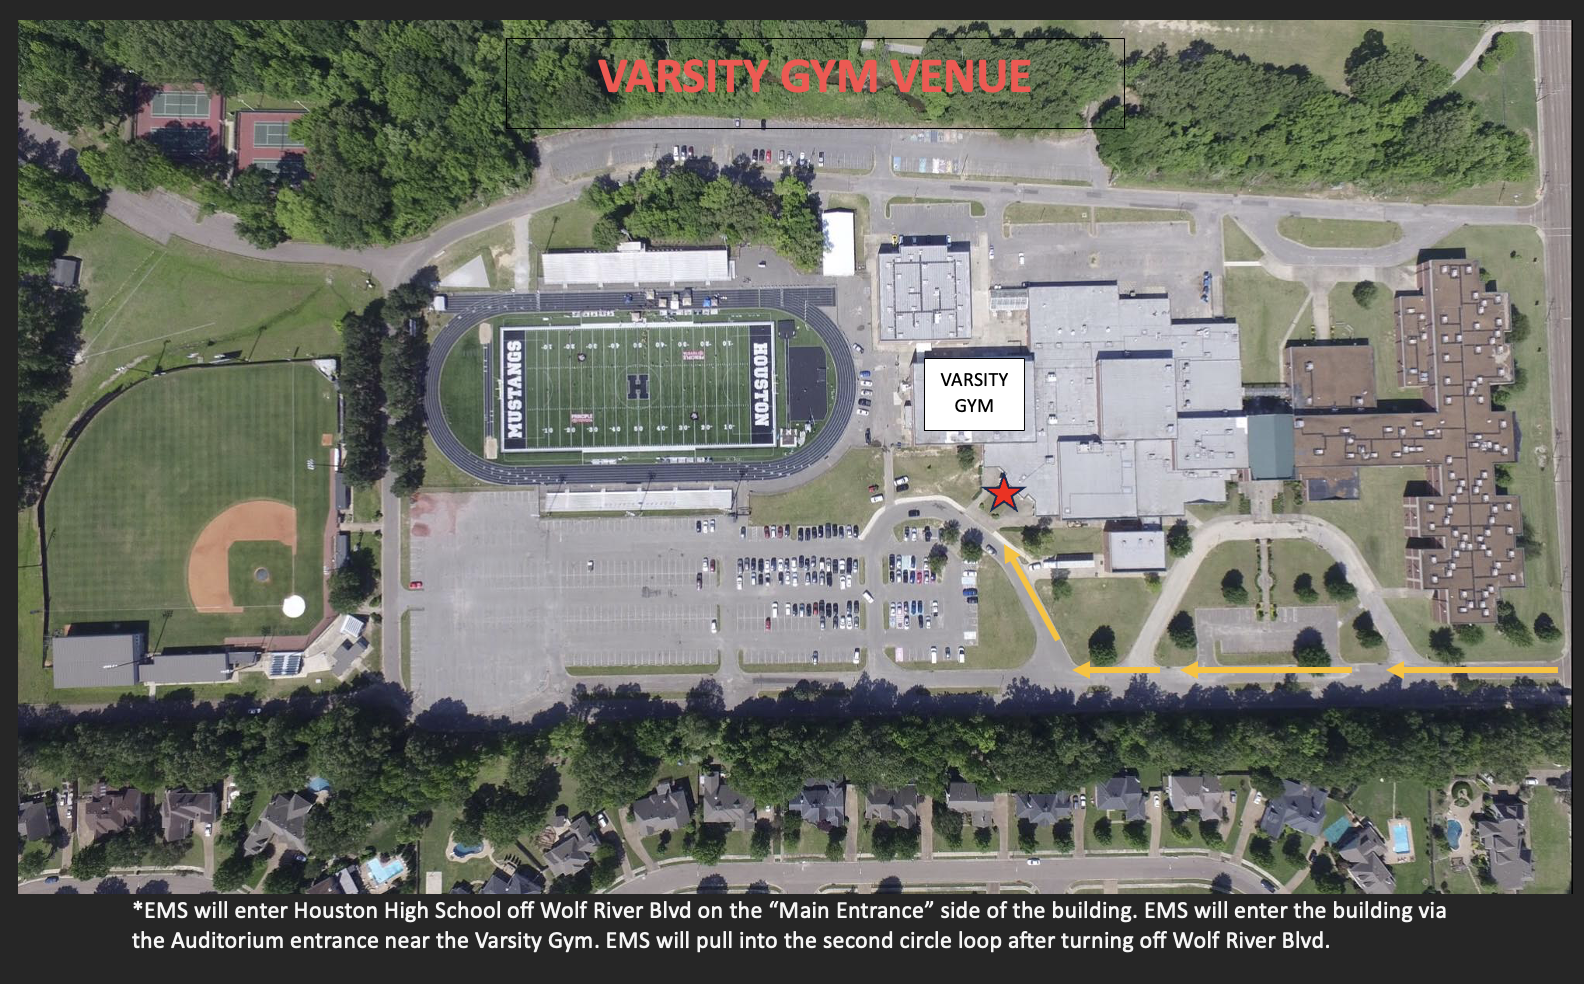 VARSITY GYM VENUE
MUSTANGS
H
HOUSTON
VARSITY
GYM
*EMS will enter Houston High School off Wolf River Blvd on the “Main Entrance” side of the building. EMS will enter the building via
the Auditorium entrance near the Varsity Gym. EMS will pull into the second circle loop after turning off Wolf River Blvd.